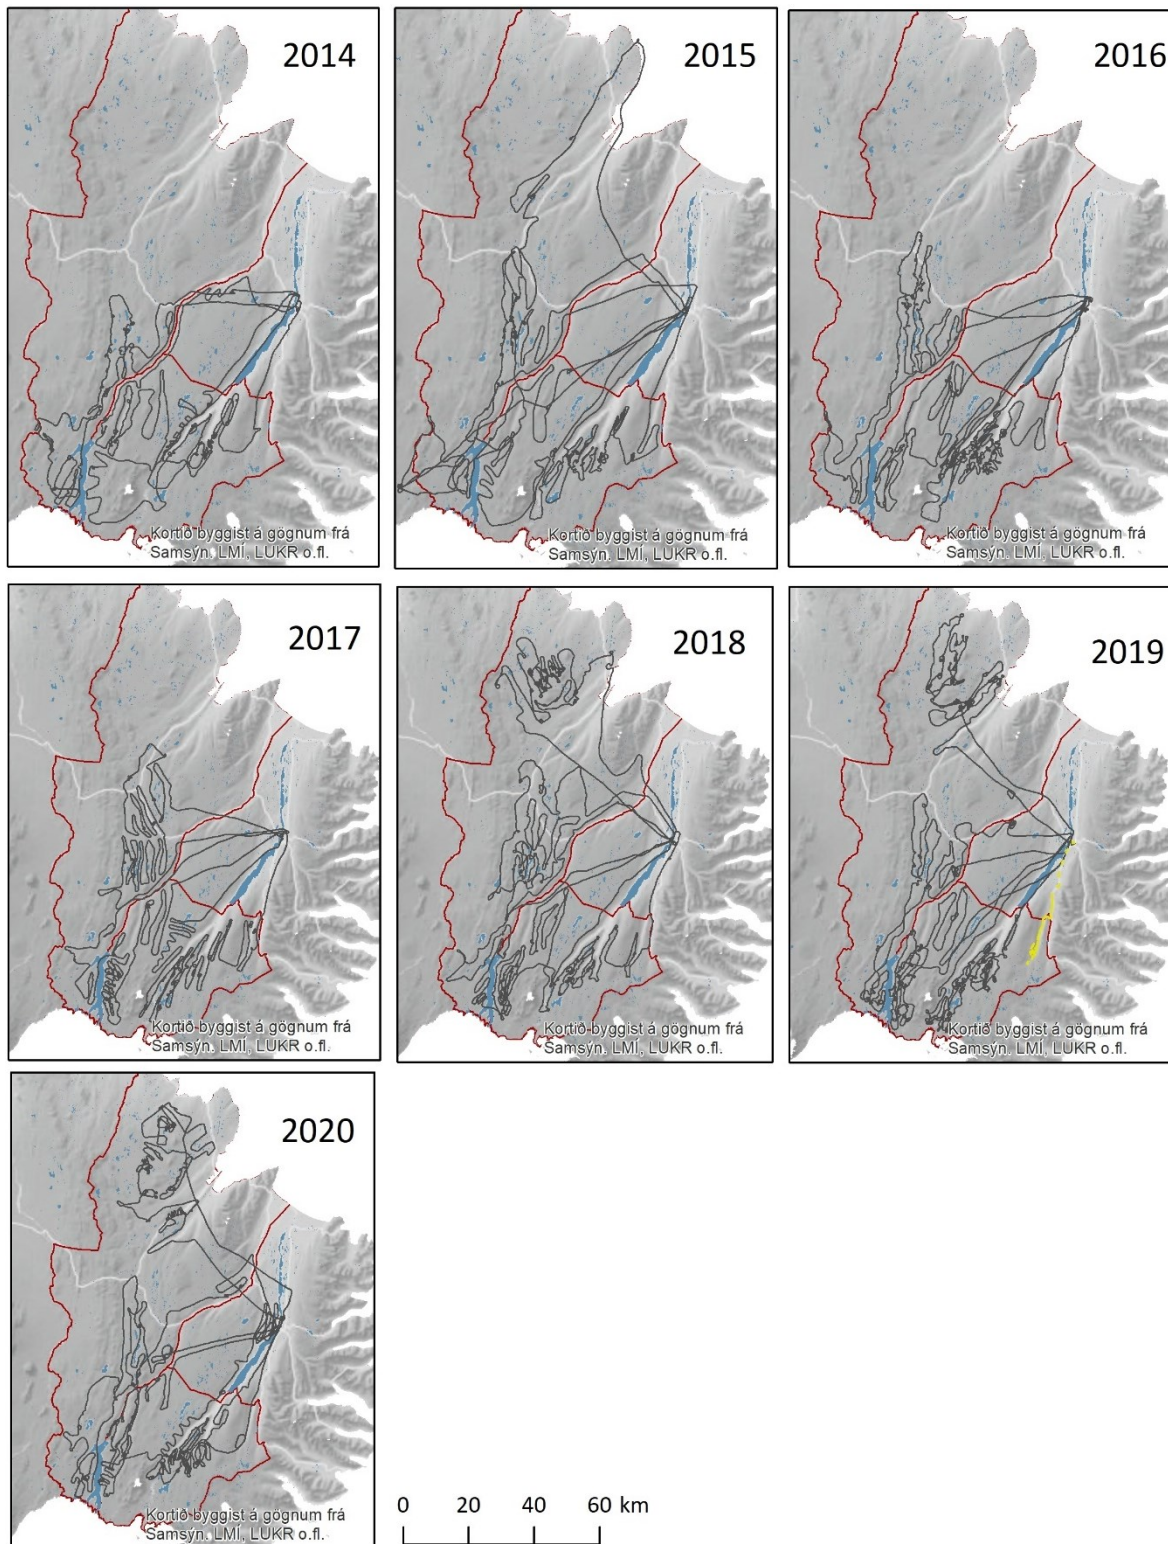 2014
2015
2016
Kortið byggist á gögnum frá
Samsýn, LMÍ, LUKR o.fl.
Kortið byggist á gögnum frá
Samsýn, LMÍ, LUKR o.fl.
Kortið byggist á gögnum frá
Samsýn, LMÍ, LUKR o.fl.
2017
2018
2019
Kortið byggist á gögnum frá
Samsýn, LMÍ, LUKR o.fl.
Kortið byggist á gögnum frá
Samsýn, LMÍ, LUKR o.fl.
Kortið byggist á gögnum frá
Samsýn, LMÍ, LUKR o.fl.
2020
Kortið byggist á gögnum frá
Samsýn, LMÍ, LUKR o.fl.
0 20 40 60 km